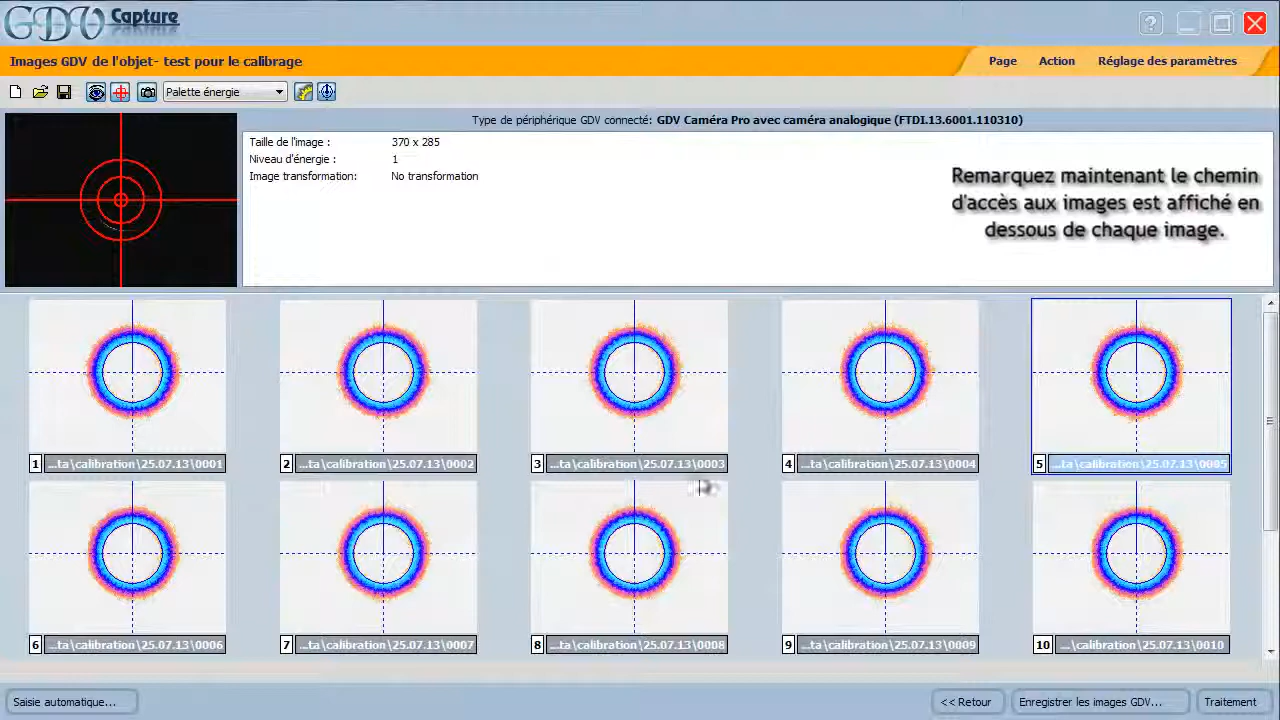 GDV Capture
Images GDV de l'objet- test pour le calibrage
Page Action Réglage des paramètres
Palette énergie
Type de périphérique GDV connecté: GDV Caméra Pro avec caméra analogique (FTDI.13.6001.110310)
Taille de l'image : 370 x 285
Niveau d'énergie : 1
Image transformation: No transformation
Remarquez maintenant le chemin
d'accès aux images est affiché en
dessous de chaque image.
1 ...ta\calibration\25.07.13\0001
2 ...ta\calibration\25.07.13\0002
3 ...ta\calibration\25.07.13\0003
4 ...ta\calibration\25.07.13\0004
5 ...ta\calibration\25.07.13\0005
6 ...ta\calibration\25.07.13\0006
7 ...ta\calibration\25.07.13\0007
8 ...ta\calibration\25.07.13\0008
9 ...ta\calibration\25.07.13\0009
10 ...\calibration\25.07.13\0010
Saisie automatique...
<< Retour
Enregistrer les images GDV...
Traitement